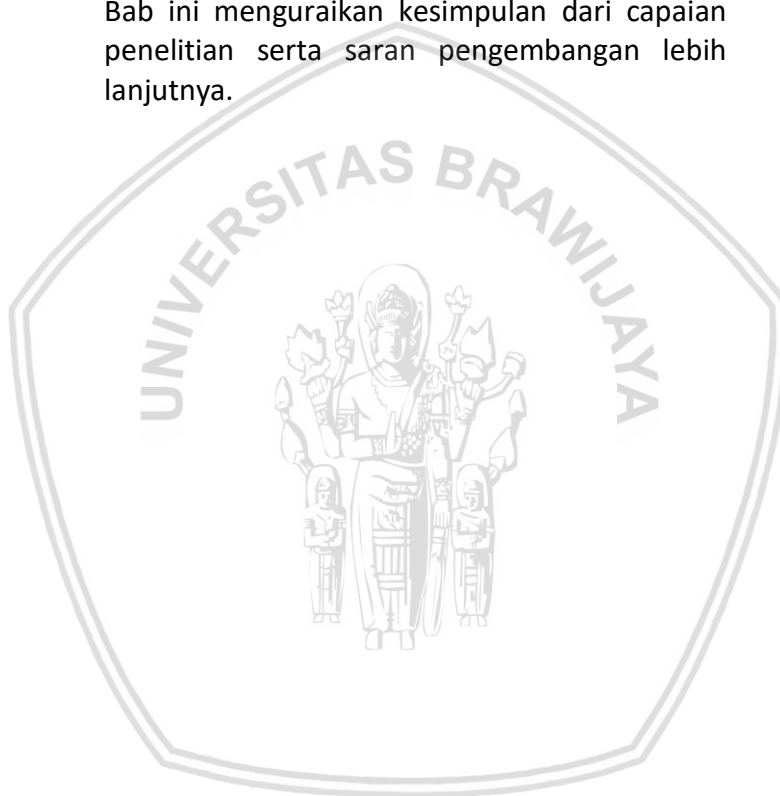 Bab ini menguraikan kesimpulan dari capaian
penelitian serta saran pengembangan lebih
lanjutnya.
UNIVERSITAS BRAWIJAYA